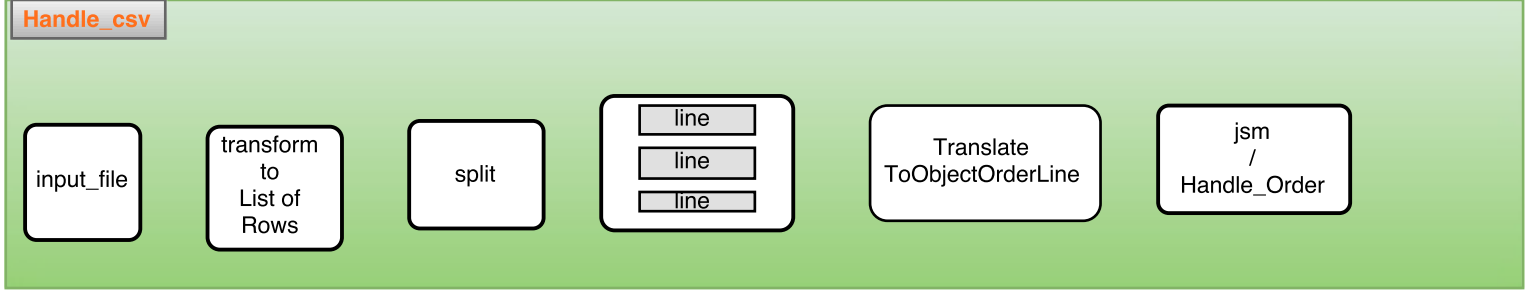 Handle_csv
input_file
transform
to
List of
Rows
split
line
line
line
Translate
ToObjectOrderLine
jsm
/
Handle_Order